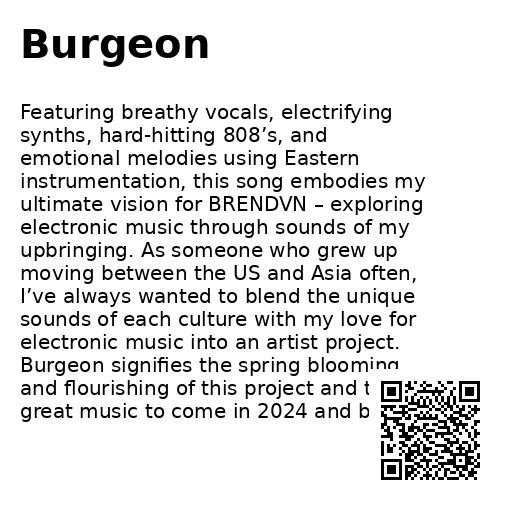 Burgeon
Featuring breathy vocals, electrifying
synths, hard-hitting 808’s, and
emotional melodies using Eastern
instrumentation, this song embodies my
ultimate vision for BRENDVN – exploring
electronic music through sounds of my
upbringing. As someone who grew up
moving between the US and Asia often,
I’ve always wanted to blend the unique
sounds of each culture with my love for
electronic music into an artist project.
Burgeon signifies the spring blooming
and flourishing of this project and
great music to come in 2024 and